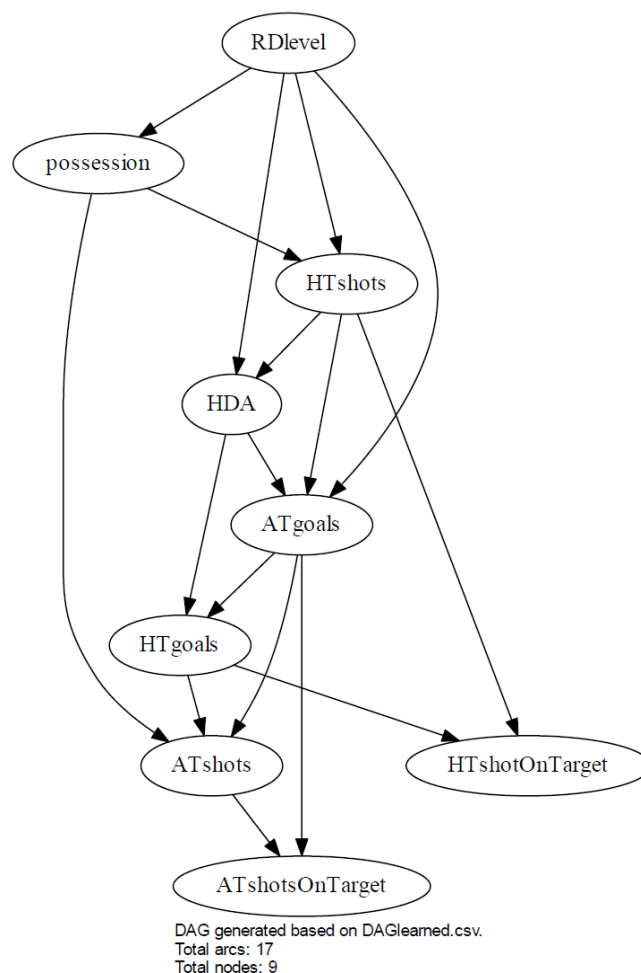 RDlevel
possession
HTshots
HDA
ATgoals
HTgoals
ATshots
HTshotOnTarget
ATshotsOnTarget
DAG generated based on DAGlearned.csv.
Total arcs: 17
Total nodes: 9